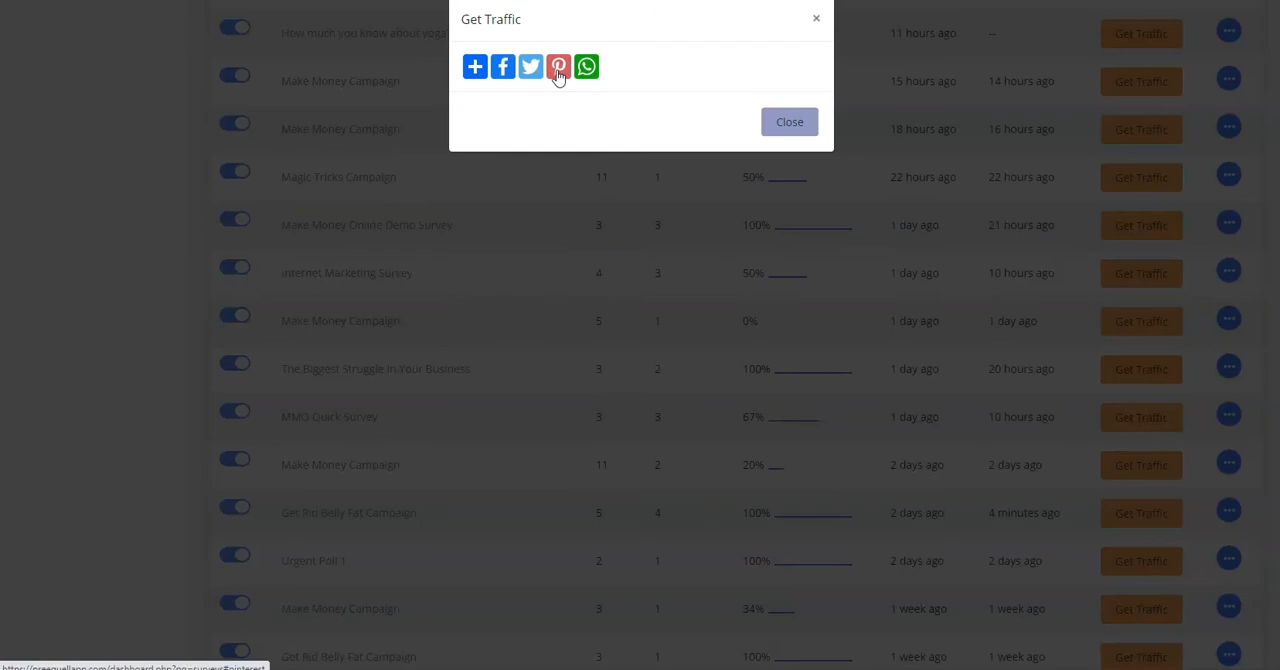 Get Traffic ×
Close
How much you know about yoga 11 hours ago – Get Traffic
Make Money Campaign 15 hours ago 14 hours ago Get Traffic
Make Money Campaign 18 hours ago 16 hours ago Get Traffic
Magic Tricks Campaign 11 1 50% 22 hours ago 22 hours ago Get Traffic
Make Money Online Demo Survey 3 3 100% 1 day ago 21 hours ago Get Traffic
Internet Marketing Survey 4 3 50% 1 day ago 10 hours ago Get Traffic
Make Money Campaign 5 1 0% 1 day ago 1 day ago Get Traffic
The Biggest Struggle In Your Business 3 2 100% 1 day ago 20 hours ago Get Traffic
MMO Quick Survey 3 3 67% 1 day ago 10 hours ago Get Traffic
Make Money Campaign 11 2 20% 2 days ago 2 days ago Get Traffic
Get Rid Belly Fat Campaign 5 4 100% 2 days ago 4 minutes ago Get Traffic
Urgent Poll 1 2 1 100% 2 days ago 2 days ago Get Traffic
Make Money Campaign 3 1 34% 1 week ago 1 week ago Get Traffic
Get Rid Belly Fat Campaign 3 1 100% 1 week ago 1 week ago Get Traffic